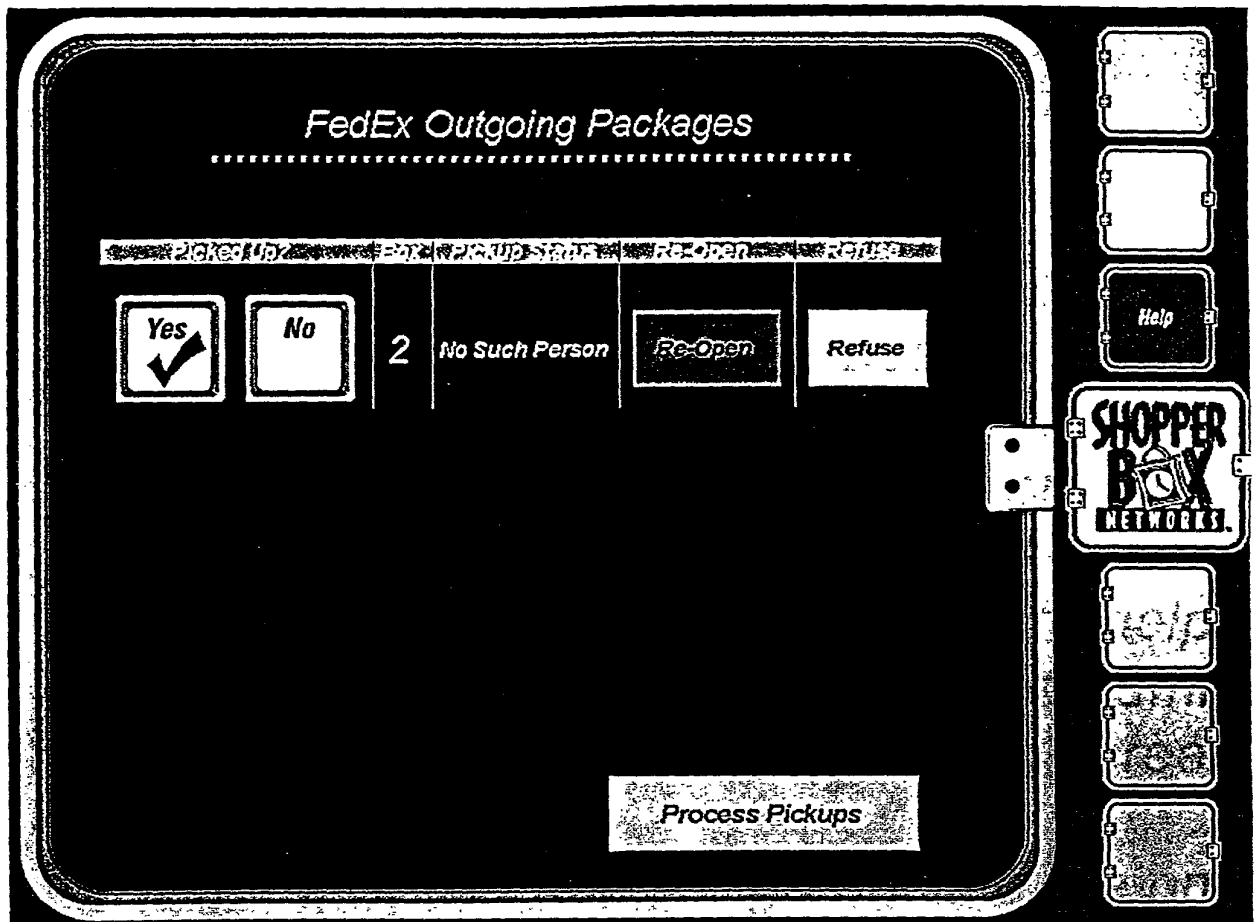 FedEx Outgoing Packages
Picked Up? Box Pickup Status Re-Open Refuse
Yes No 2 No Such Person Re-Open Refuse
Process Pickups
Help
SHOPPER
BOX
NETWORKS